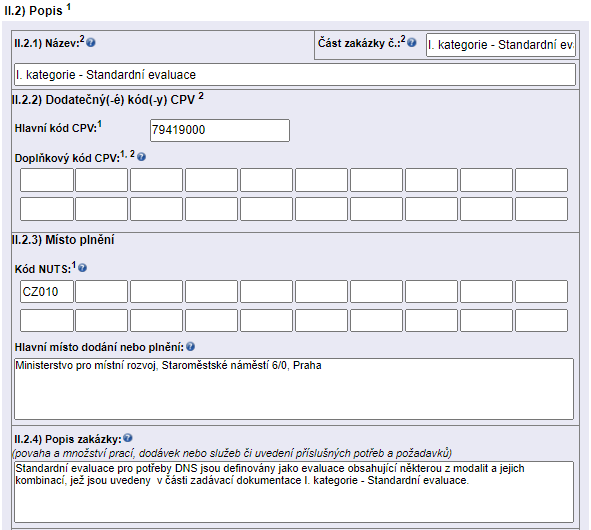 II.2) Popis 1
II.2.1) Název:2
Část zakázky č.:2
I. kategorie - Standardní eva
I. kategorie - Standardní evaluace
II.2.2) Dodatečný(-é) kód(-y) CPV 2
Hlavní kód CPV:1
79419000
Doplňkový kód CPV:1, 2
II.2.3) Místo plnění
Kód NUTS:1
CZ010
Hlavní místo dodání nebo plnění:
Ministerstvo pro místní rozvoj, Staroměstské náměstí 6/0, Praha
II.2.4) Popis zakázky:
(povaha a množství prací, dodávek nebo služeb či uvedení příslušných potřeb a požadavků)
Standardní evaluace pro potřeby DNS jsou definovány jako evaluace obsahující některou z modalit a jejich
kombinací, jež jsou uvedeny v části zadávací dokumentace I. kategorie - Standardní evaluace.